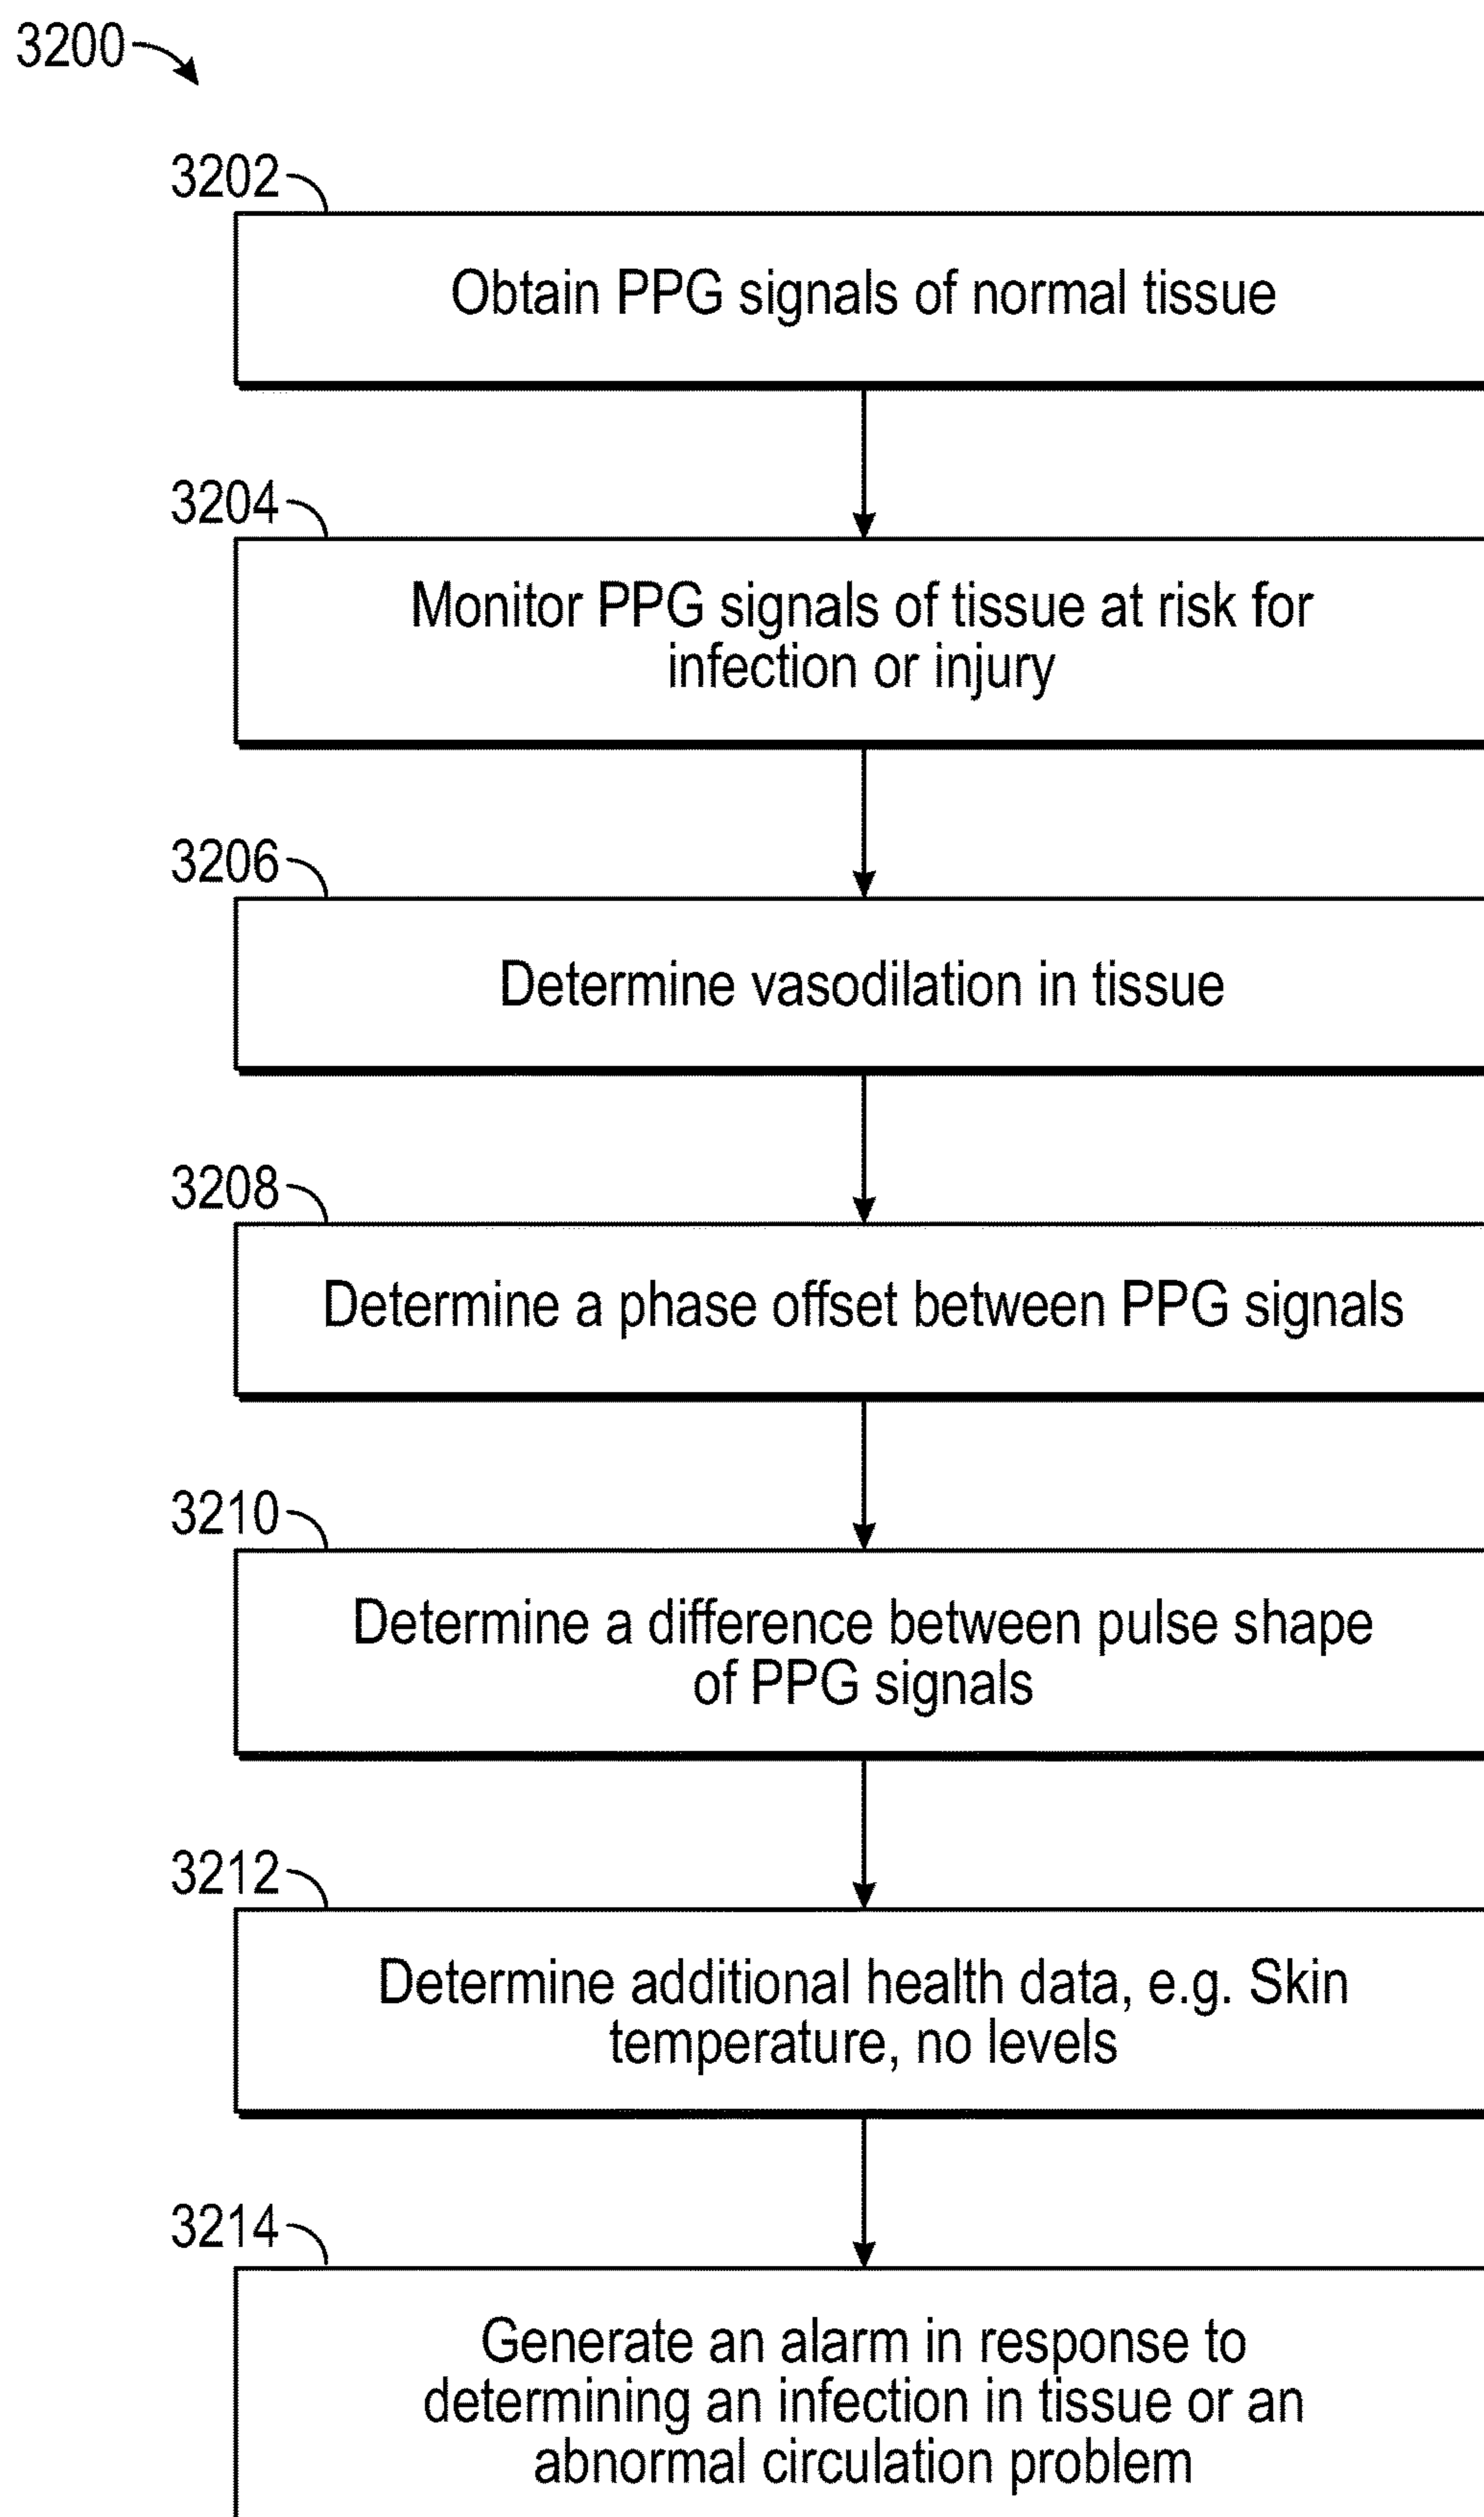 3200
3202
Obtain PPG signals of normal tissue
3204
Monitor PPG signals of tissue at risk for
infection or injury
3206
Determine vasodilation in tissue
3208
Determine a phase offset between PPG signals
3210
Determine a difference between pulse shape
of PPG signals
3212
Determine additional health data, e.g. Skin
temperature, no levels
3214
Generate an alarm in response to
determining an infection in tissue or an
abnormal circulation problem